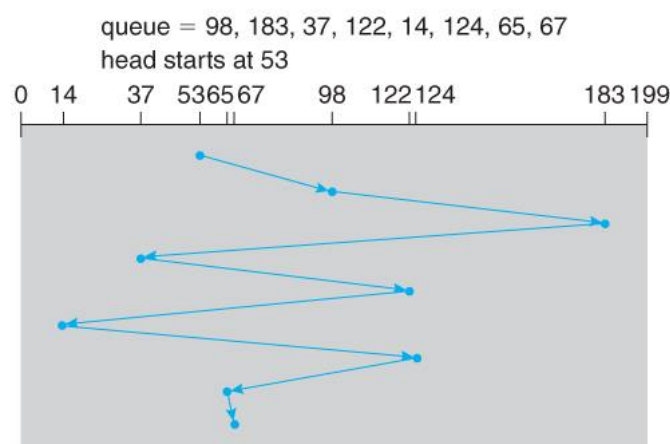 queue = 98, 183, 37, 122, 14, 124, 65, 67
head starts at 53
0 14 37 53 65 67 98 122 124 183 199